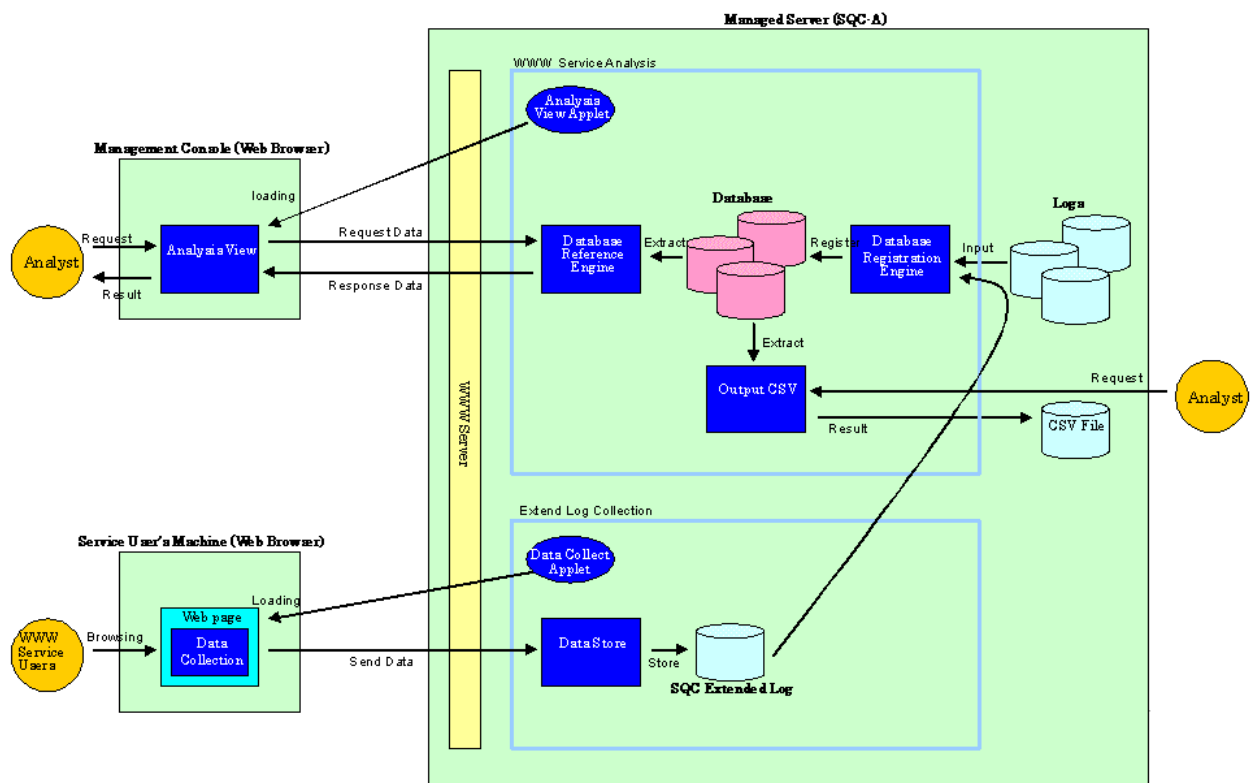 Managed Server (SQC-A)
WWW Service Analysis
Analysis
View Applet
Management Console (Web Browser)
loading
Database
Logs
Request
Analyst
Result
Analysis View
Request Data
Response Data
Database
Reference
Engine
Extract
Register
Database
Registration
Engine
Input
Extract
Output CSV
Request
Analyst
Result
CSV File
WWW Server
Extend Log Collection
Service User's Machine (Web Browser)
Data Collect
Applet
Loading
WWW
Service
Users
Browsing
Web page
Data
Collection
Send Data
Data Store
Store
SQC Extended Log